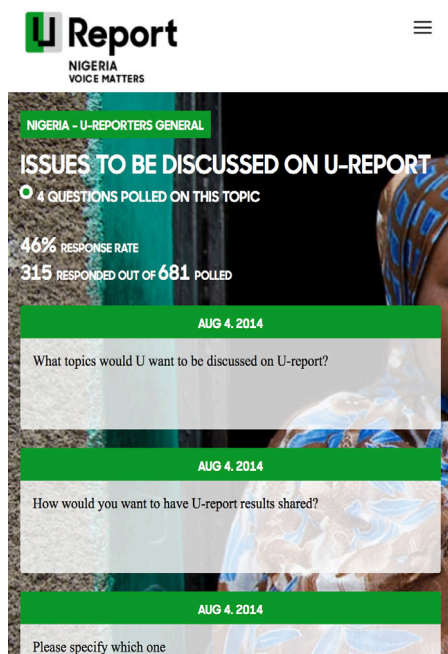 U Report
NIGERIA
VOICE MATTERS
NIGERIA - U-REPORTERS GENERAL
ISSUES TO BE DISCUSSED ON U-REPORT
4 QUESTIONS POLLED ON THIS TOPIC
46% RESPONSE RATE
315 RESPONDED OUT OF 681 POLLED
AUG 4. 2014
What topics would U want to be discussed on U-report?
AUG 4. 2014
How would you want to have U-report results shared?
AUG 4. 2014
Please specify which one